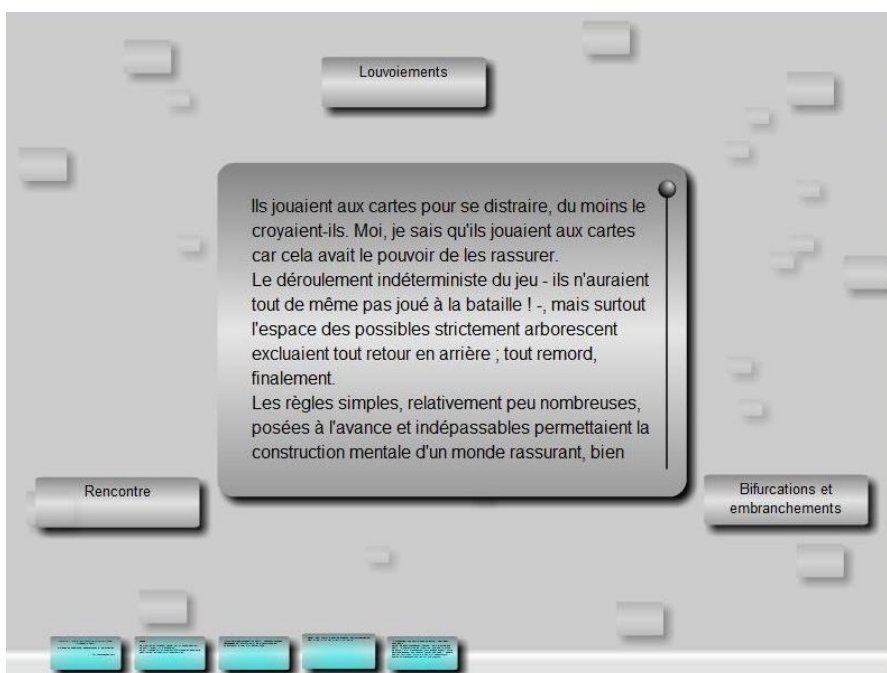 Louvoiements
Ils jouaient aux cartes pour se distraire, du moins le
croyaient-ils. Moi, je sais qu'ils jouaient aux cartes
car cela avait le pouvoir de les rassurer.
Le déroulement indéterministe du jeu - ils n'auraient
tout de même pas joué à la bataille ! -, mais surtout
l'espace des possibles strictement arborescent
excluaient tout retour en arrière ; tout remord,
finalement.
Les règles simples, relativement peu nombreuses,
posées à l'avance et indépassables permettaient la
construction mentale d'un monde rassurant, bien
Rencontre
Bifurcations et
embranchements